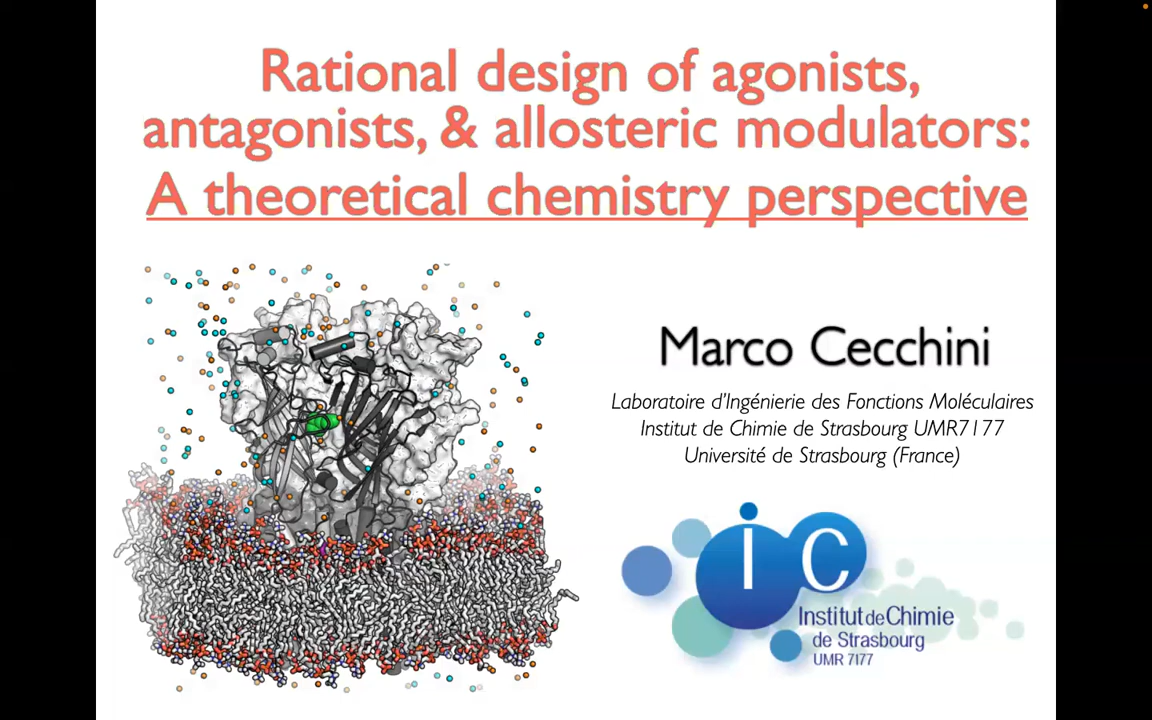 Rational design of agonists,
antagonists, & allosteric modulators:
A theoretical chemistry perspective
Marco Cecchini
Laboratoire d'Ingénierie des Fonctions Moléculaires
Institut de Chimie de Strasbourg UMR7177
Université de Strasbourg (France)
i C
Institut de Chimie
de Strasbourg
UMR 7177